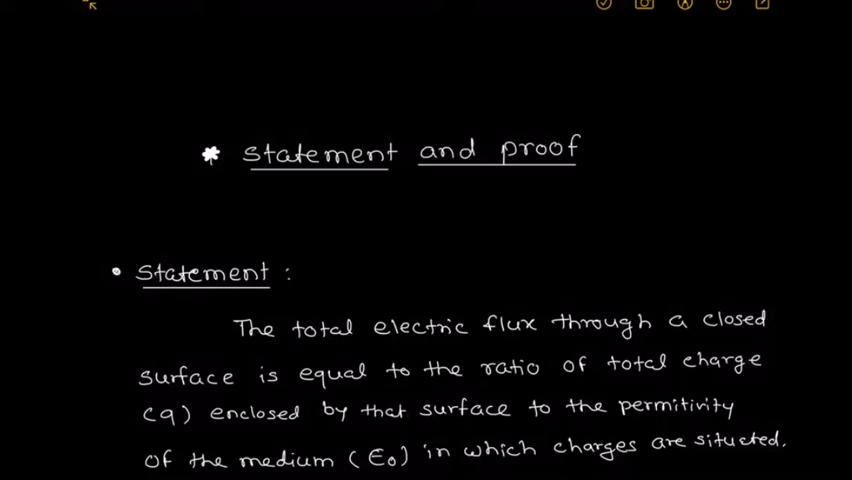 * Statement and proof
• Statement :
The total electric flux through a closed
surface is equal to the ratio of total charge
(q) enclosed by that surface to the permitivity
of the medium (ϵ0) in which charges are situcted.